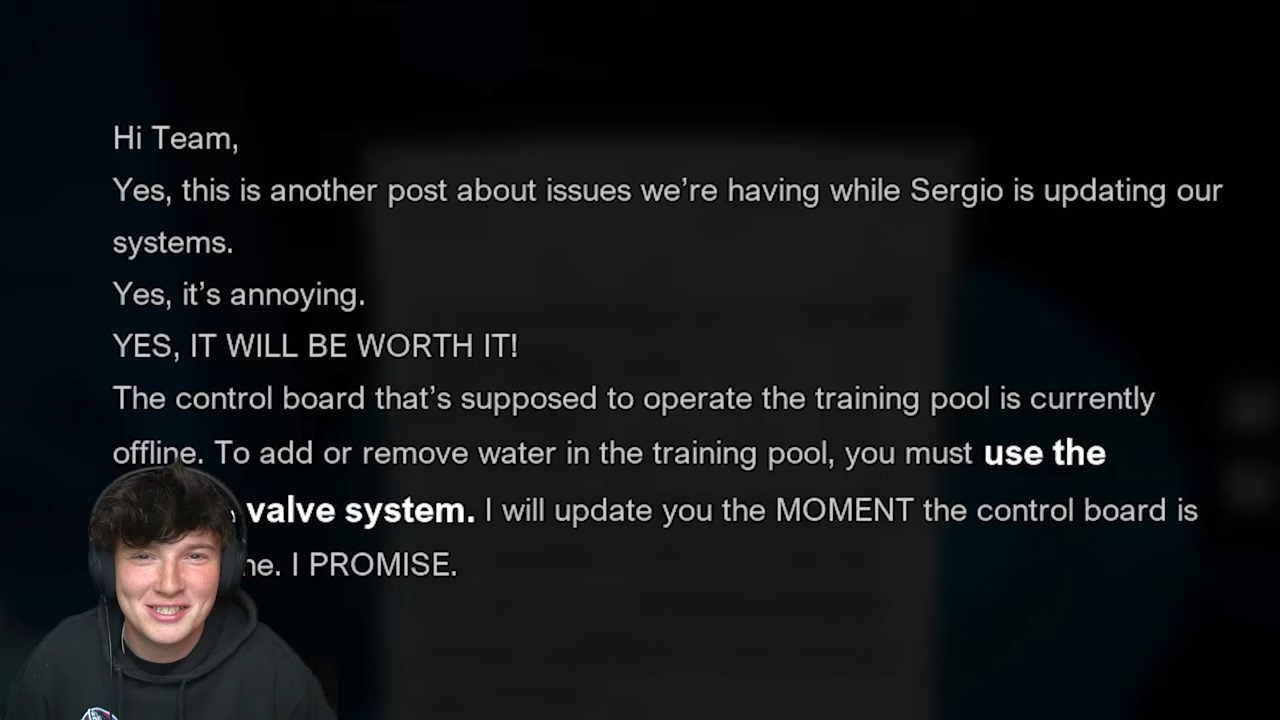 Hi Team,
Yes, this is another post about issues we’re having while Sergio is updating our
systems.
Yes, it’s annoying.
YES, IT WILL BE WORTH IT!
The control board that’s supposed to operate the training pool is currently
offline. To add or remove water in the training pool, you must use the
valve system. I will update you the MOMENT the control board is
I PROMISE.